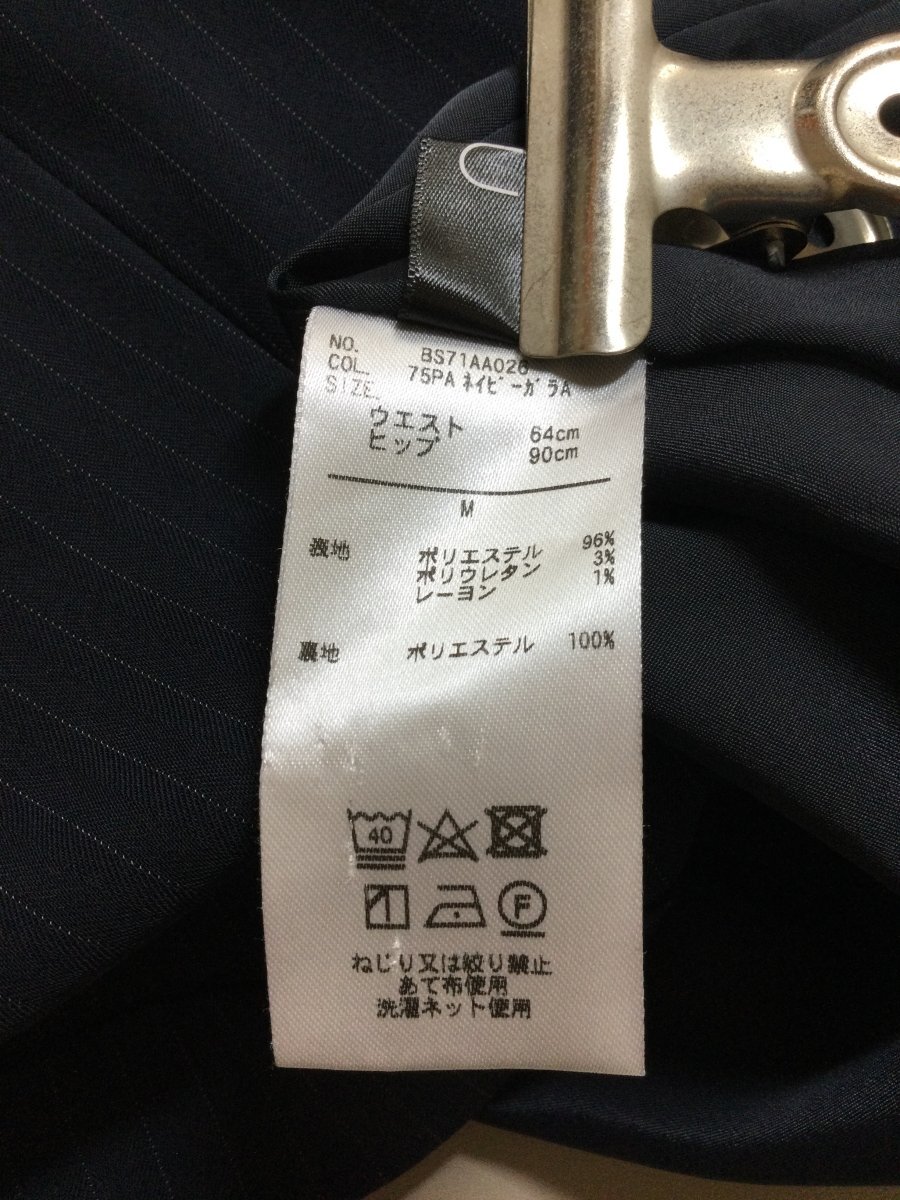 NO. BS71AA026
COL. 75PA ネイビーガラA
SIZE.
ウエスト 64cm
ヒップ 90cm
M
表地 ポリエステル 96%
ポリウレタン 3%
レーヨン 1%
裏地 ポリエステル 100%
40
F
ねじり又は絞り禁止
あて布使用
洗濯ネット使用